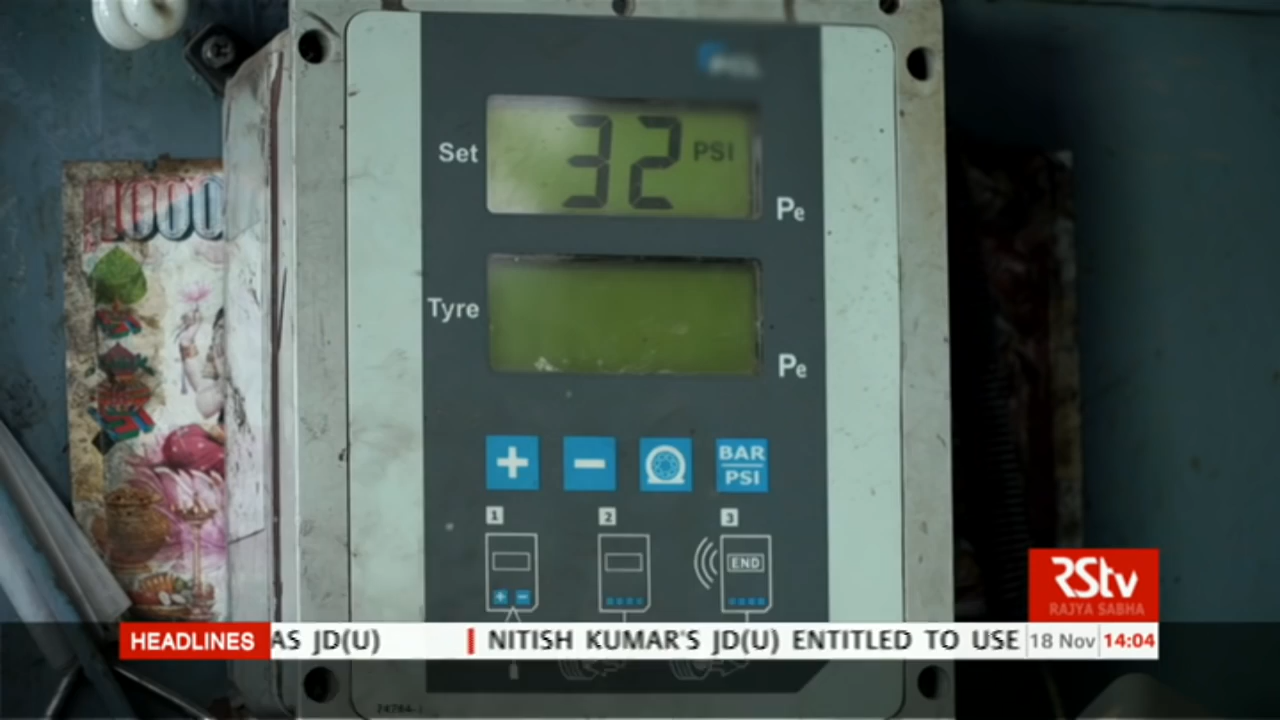 000
Set 32 PSI
Pe
Tyre
Pe
+ − BAR PSI
1 2 3
END
+ −
RStv
RAJYA SABHA
HEADLINES AS JD(U) | NITISH KUMAR'S JD(U) ENTITLED TO USE 18 Nov 14:04